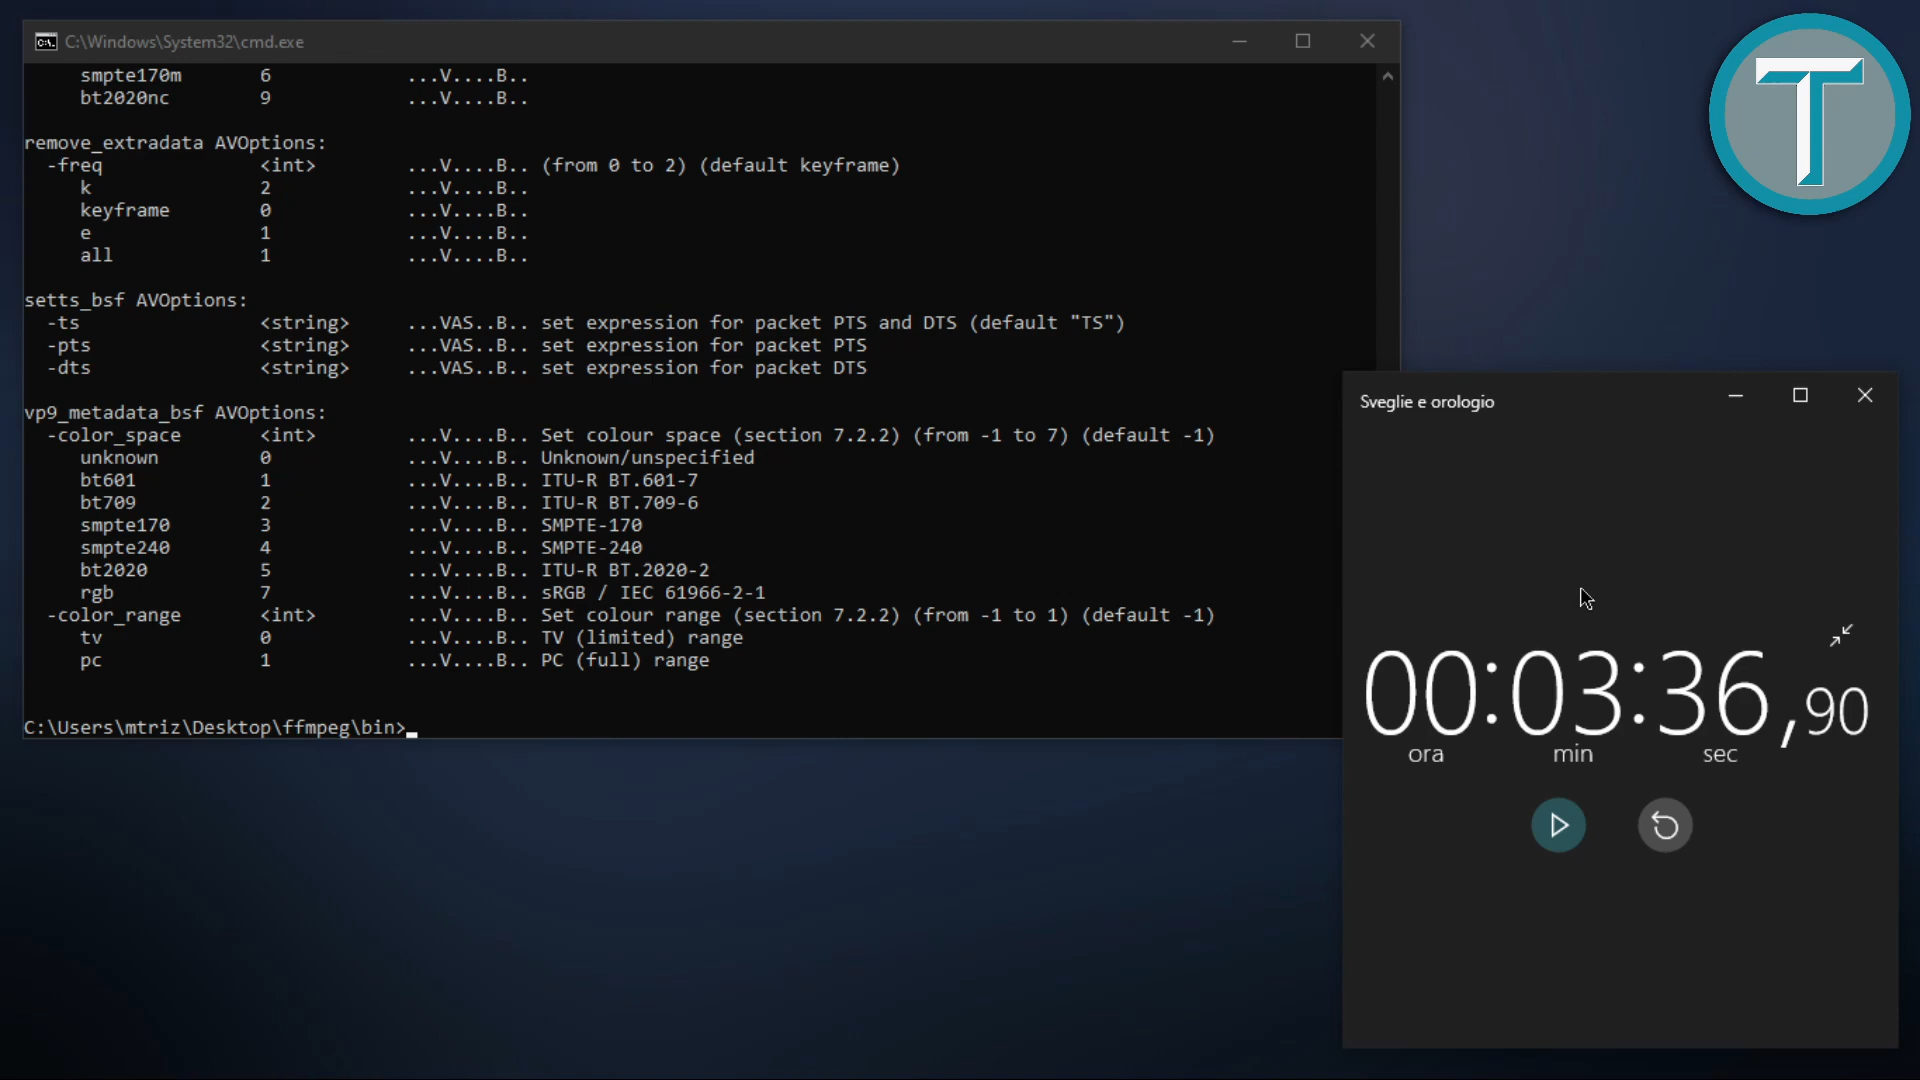 C:\Windows\System32\cmd.exe
smpte170m 6 ...V....B..
bt2020nc 9 ...V....B..
remove_extradata AVOptions:
-freq <int> ...V....B.. (from 0 to 2) (default keyframe)
k 2 ...V....B..
keyframe 0 ...V....B..
e 1 ...V....B..
all 1 ...V....B..
setts_bsf AVOptions:
-ts <string> ...VAS..B.. set expression for packet PTS and DTS (default "TS")
-pts <string> ...VAS..B.. set expression for packet PTS
-dts <string> ...VAS..B.. set expression for packet DTS
vp9_metadata_bsf AVOptions:
-color_space <int> ...V....B.. Set colour space (section 7.2.2) (from -1 to 7) (default -1)
unknown 0 ...V....B.. Unknown/unspecified
bt601 1 ...V....B.. ITU-R BT.601-7
bt709 2 ...V....B.. ITU-R BT.709-6
smpte170 3 ...V....B.. SMPTE-170
smpte240 4 ...V....B.. SMPTE-240
bt2020 5 ...V....B.. ITU-R BT.2020-2
rgb 7 ...V....B.. sRGB / IEC 61966-2-1
-color_range <int> ...V....B.. Set colour range (section 7.2.2) (from -1 to 1) (default -1)
tv 0 ...V....B.. TV (limited) range
pc 1 ...V....B.. PC (full) range
C:\Users\mtriz\Desktop\ffmpeg\bin>
T
Sveglie e orologio
00:03:36,90
ora min sec